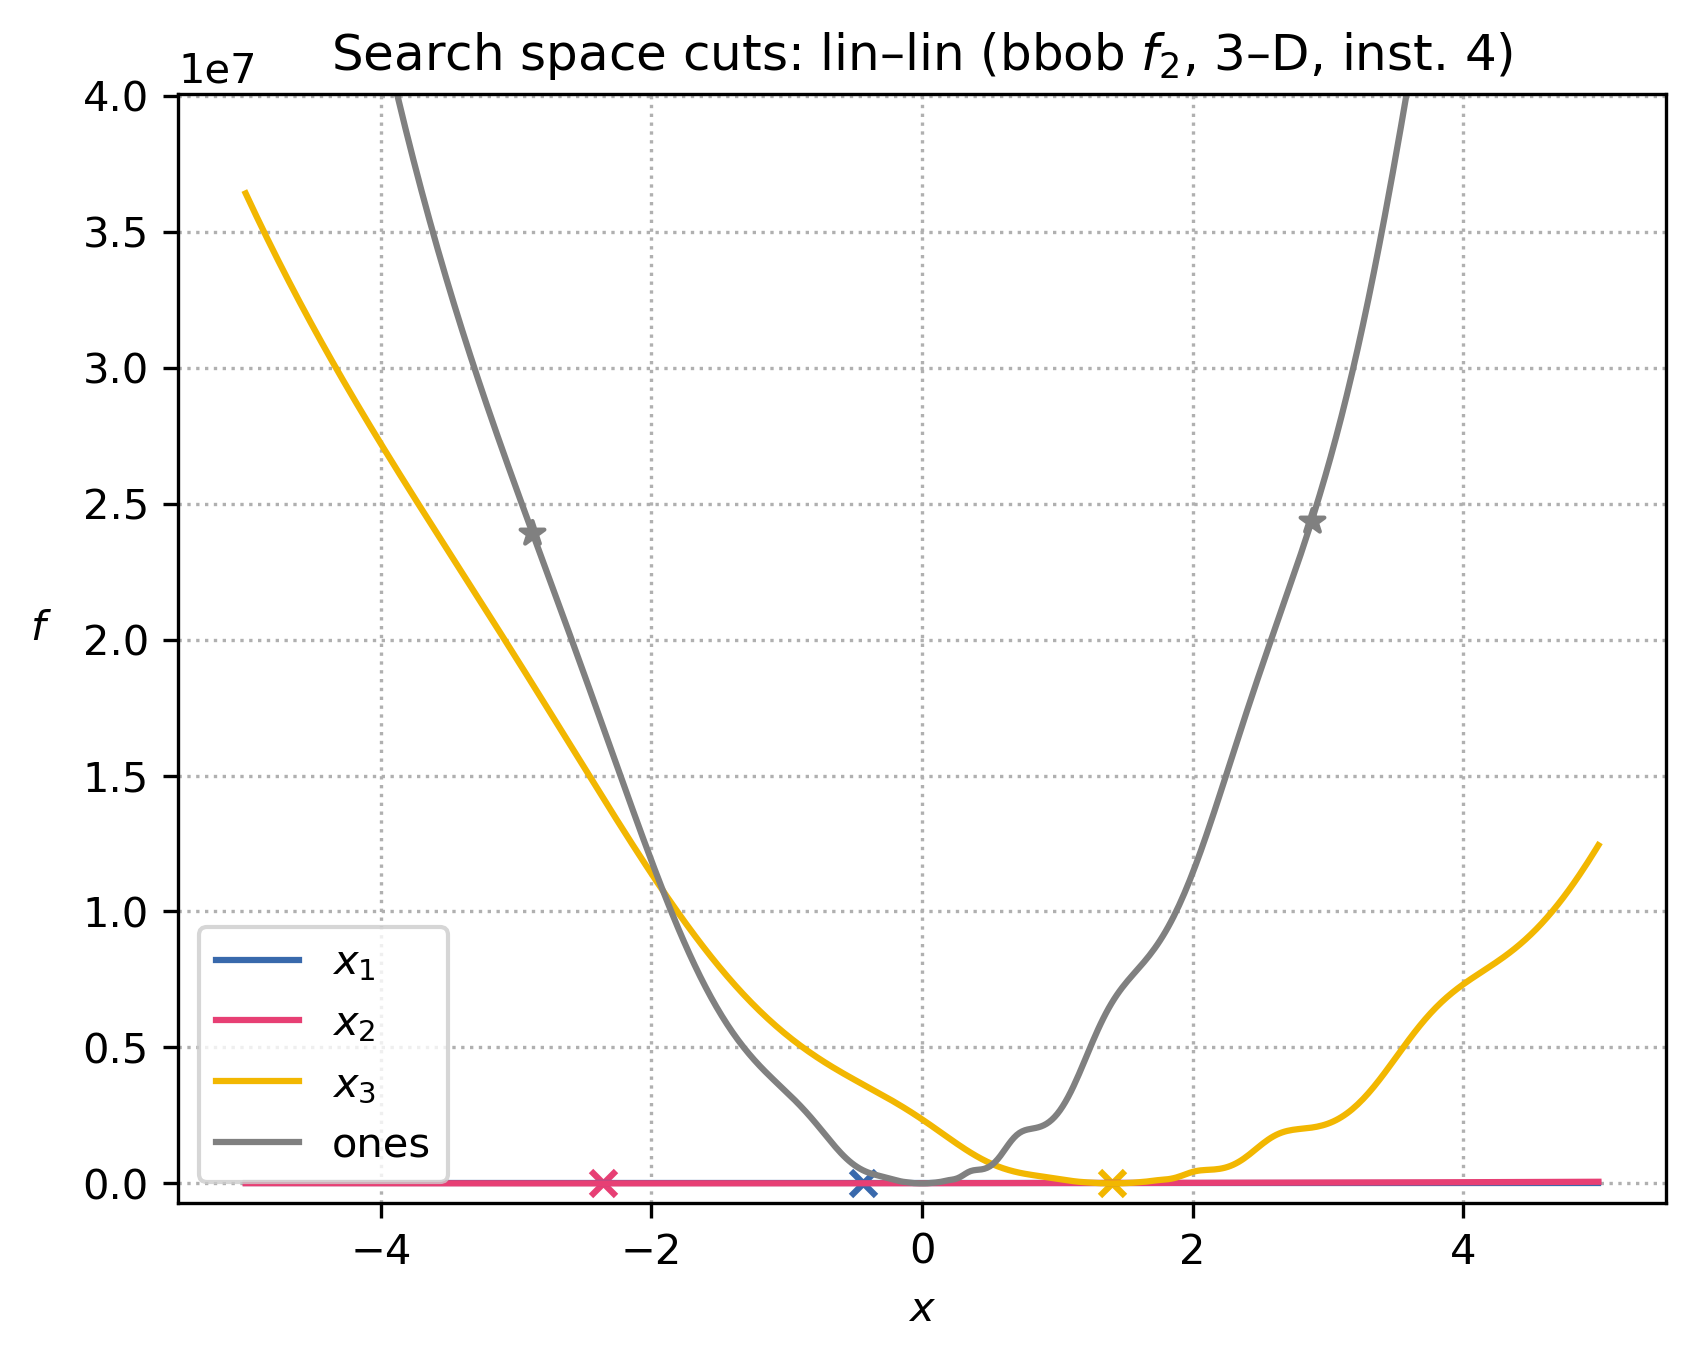 Search space cuts: lin–lin (bbob f₂, 3–D, inst. 4)
1e7
4.0
3.5
3.0
2.5
2.0
1.5
1.0
0.5
0.0
f
x₁
x₂
x₃
ones
−4 −2 0 2 4
x